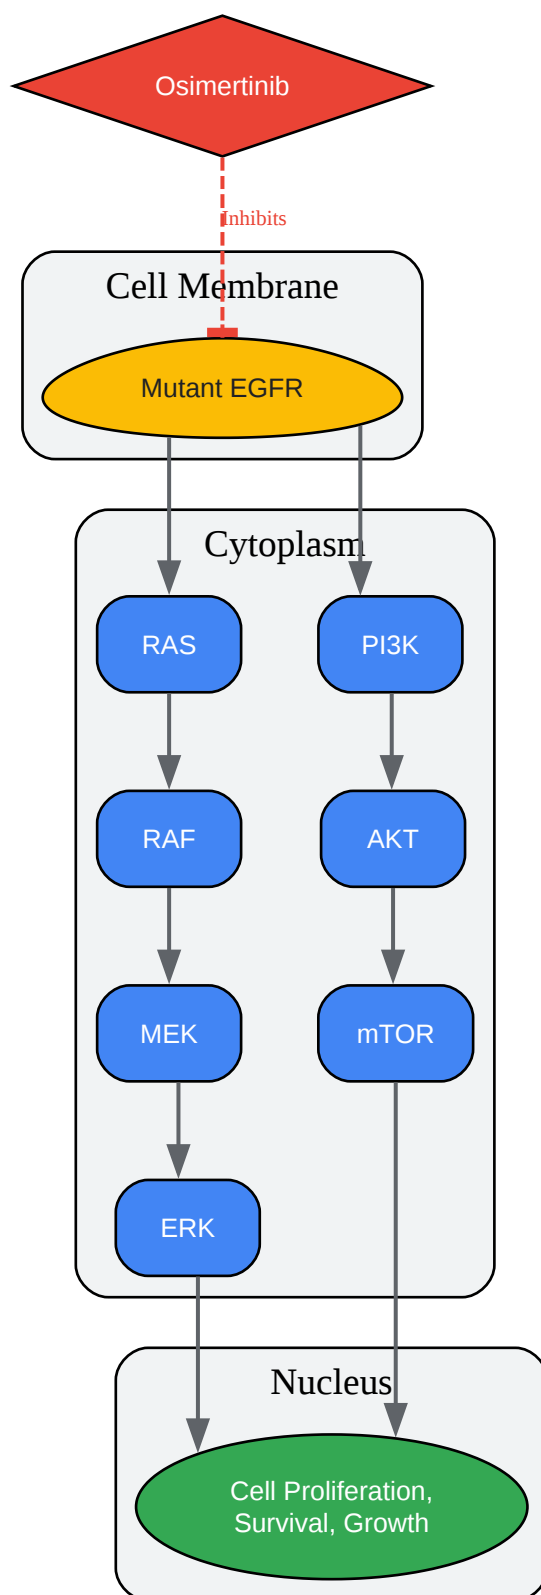 Osimertinib
Inhibits
Cell Membrane
Mutant EGFR
Cytoplasm
RAS
PI3K
RAF
AKT
MEK
mTOR
ERK
Nucleus
Cell Proliferation,
Survival, Growth